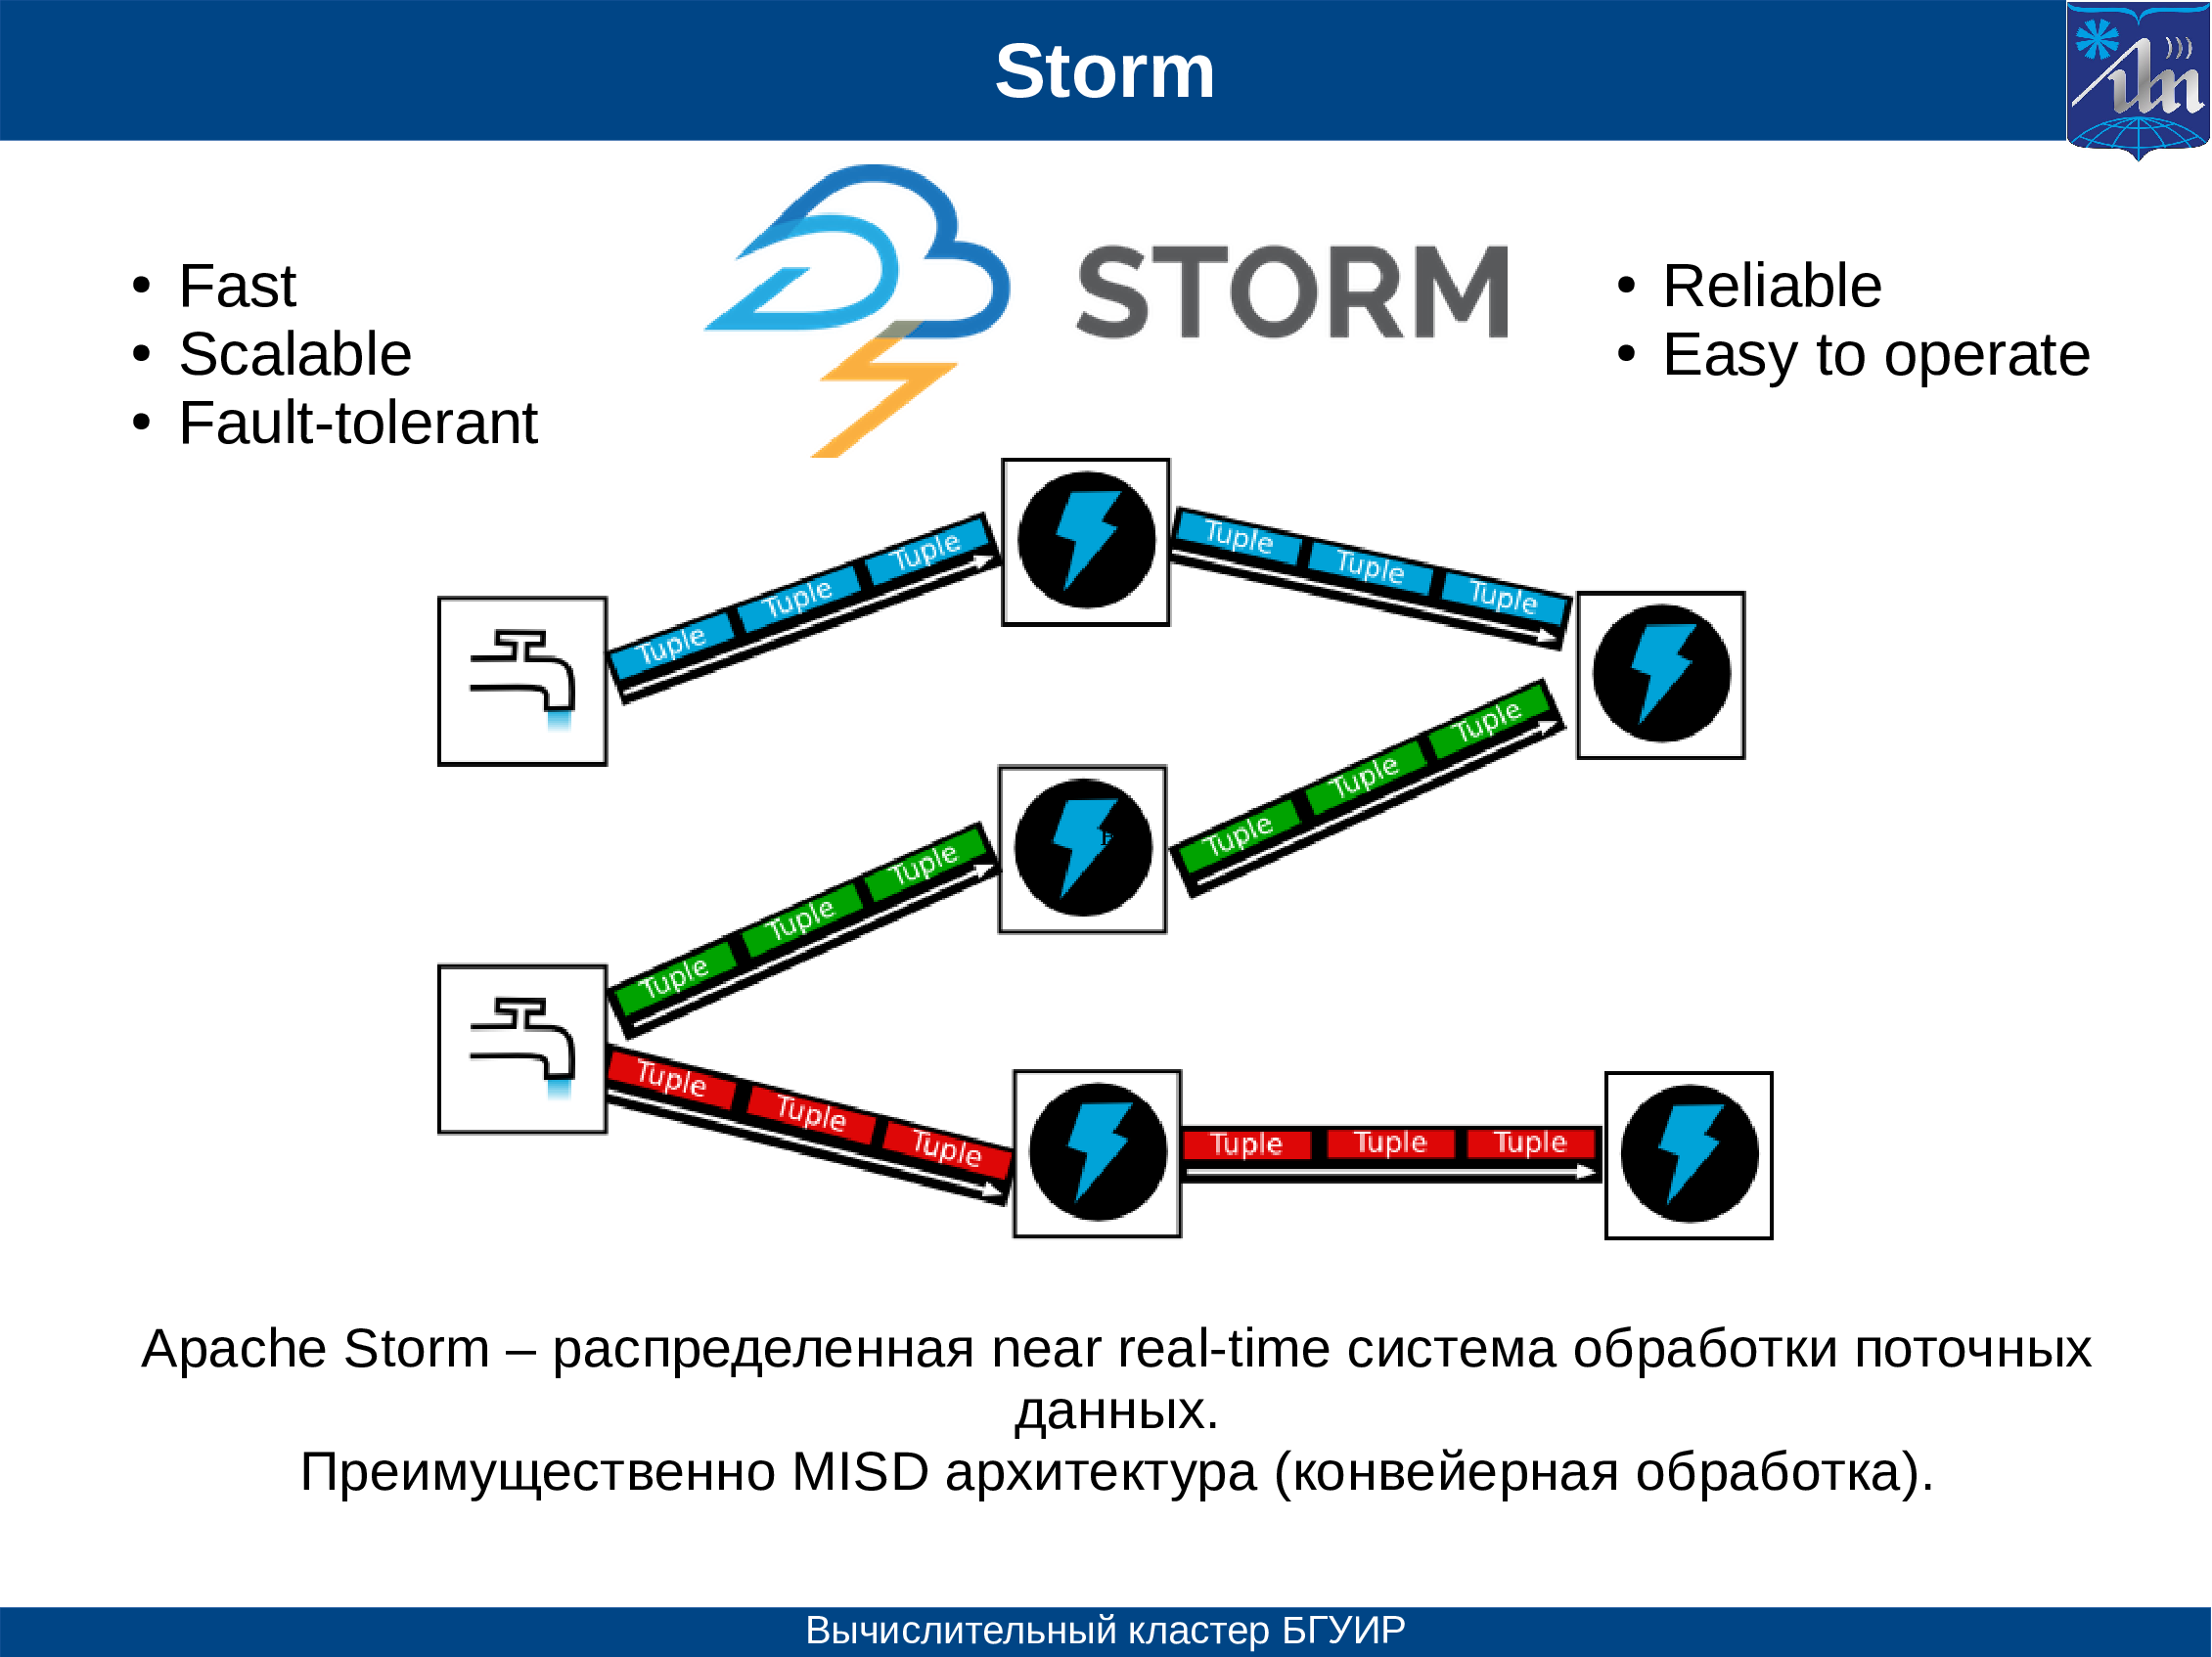 Storm
STORM
• Fast
• Scalable
• Fault-tolerant
• Reliable
• Easy to operate
Tuple Tuple Tuple
Tuple Tuple Tuple
Tuple Tuple Tuple
Tuple Tuple Tuple
Tuple Tuple Tuple
Tuple Tuple Tuple
Apache Storm – распределенная near real-time система обработки поточных
данных.
Преимущественно MISD архитектура (конвейерная обработка).
Вычислительный кластер БГУИР